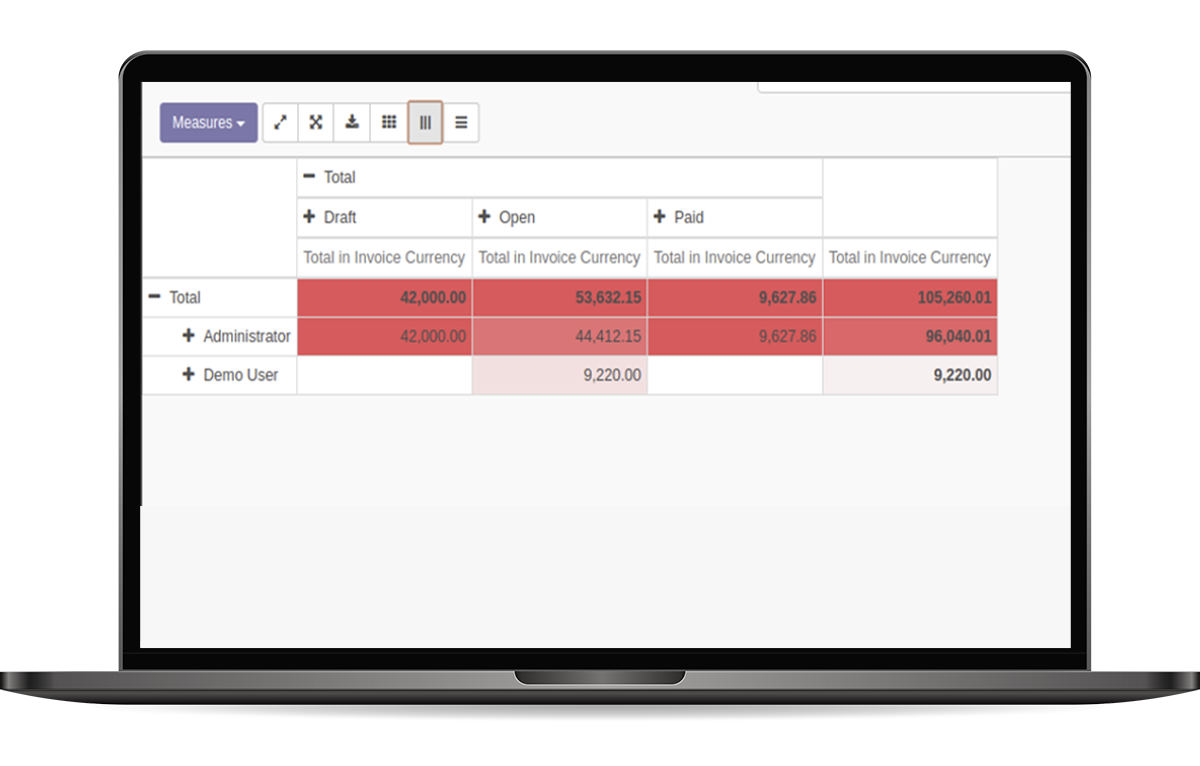 Measures
Total
Draft Open Paid
Total in Invoice Currency Total in Invoice Currency Total in Invoice Currency Total in Invoice Currency
Total 42,000.00 53,632.15 9,627.86 105,260.01
Administrator 42,000.00 44,412.15 9,627.86 96,040.01
Demo User 9,220.00 9,220.00